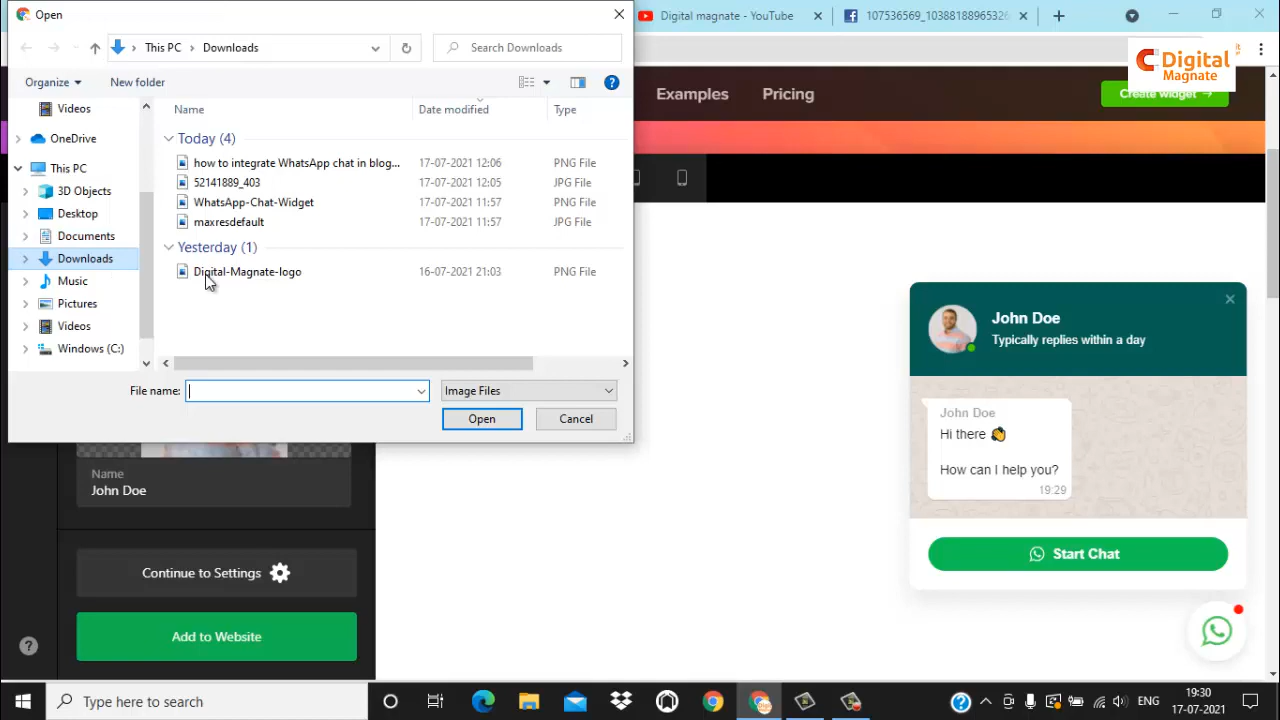 Open
Digital magnate - YouTube
107536569_10388188965326
This PC
Downloads
Search Downloads
Digital
Magnate
Organize
New folder
Examples
Pricing
Create widget →
Videos
OneDrive
This PC
3D Objects
Desktop
Documents
Downloads
Music
Pictures
Videos
Windows (C:)
Name
Date modified
Type
Today (4)
how to integrate WhatsApp chat in blog...
17-07-2021 12:06
PNG File
52141889_403
17-07-2021 12:05
JPG File
WhatsApp-Chat-Widget
17-07-2021 11:57
PNG File
maxresdefault
17-07-2021 11:57
JPG File
Yesterday (1)
Digital-Magnate-logo
16-07-2021 21:03
PNG File
File name:
Image Files
Open
Cancel
Name
John Doe
Continue to Settings
Add to Website
John Doe
Typically replies within a day
John Doe
Hi there 👏
How can I help you?
19:29
Start Chat
Type here to search
ENG
19:30
17-07-2021